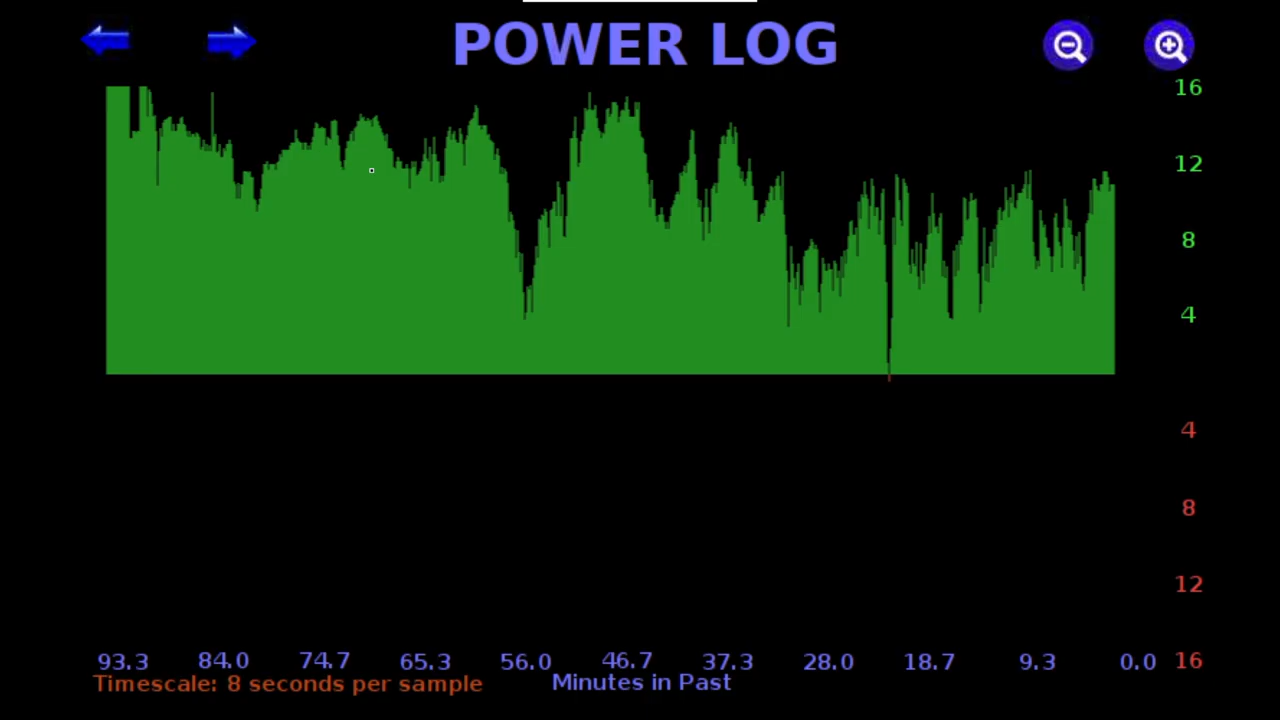 POWER LOG
16
12
8
4
4
8
12
16
93.3 84.0 74.7 65.3 56.0 46.7 37.3 28.0 18.7 9.3 0.0
Timescale: 8 seconds per sample
Minutes in Past